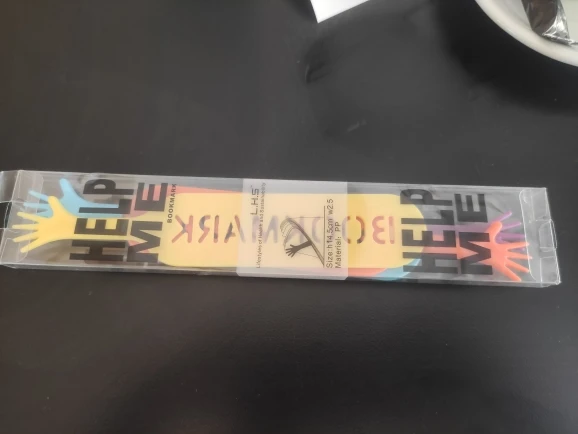 HELP
ME
BOOKMARK
BOOKMARK
LHS
Size:h14.5cm w2.5
Material: PP
HELP
ME